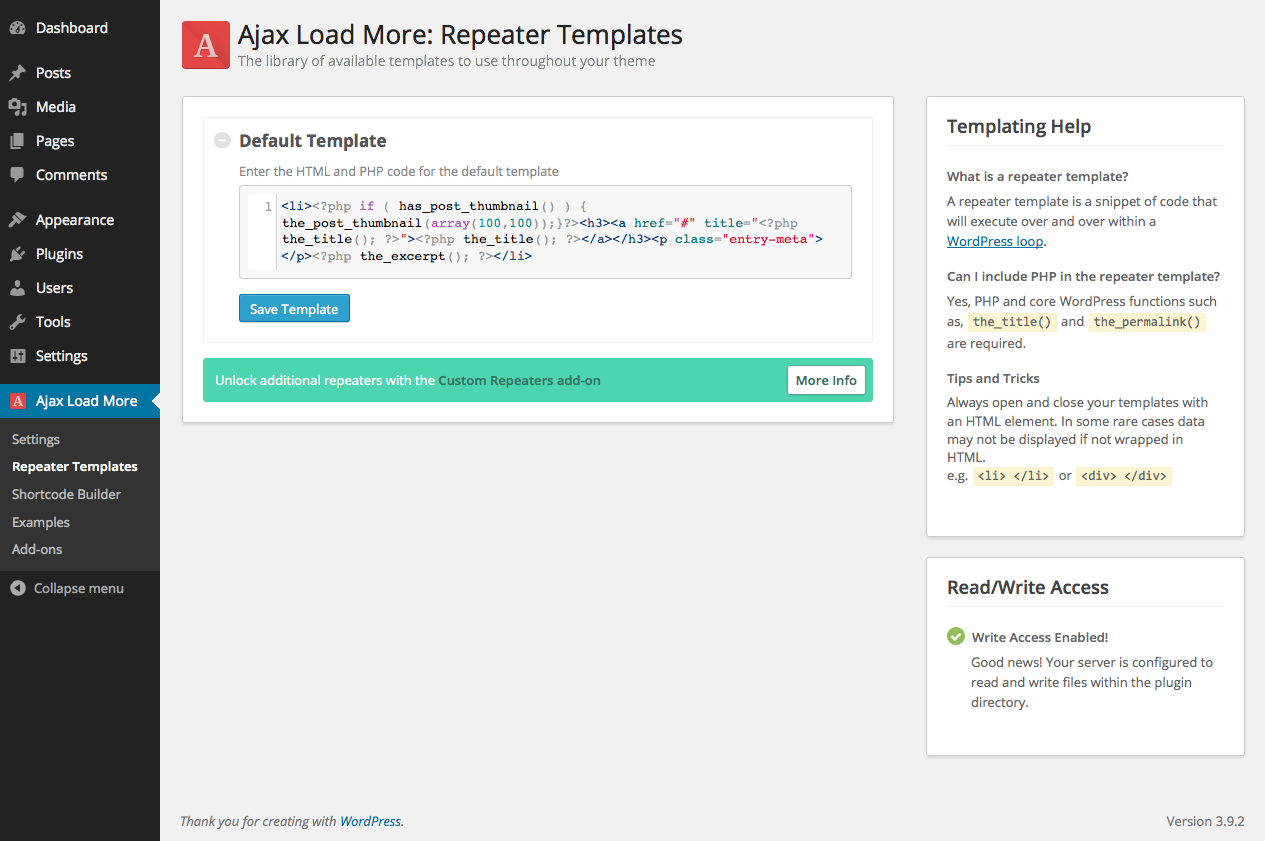 Dashboard
Posts
Media
Pages
Comments
Appearance
Plugins
Users
Tools
Settings
A Ajax Load More
Settings
Repeater Templates
Shortcode Builder
Examples
Add-ons
Collapse menu
A
Ajax Load More: Repeater Templates
The library of available templates to use throughout your theme
Default Template
Enter the HTML and PHP code for the default template
1 <li><?php if ( has_post_thumbnail() ) {
the_post_thumbnail(array(100,100));}?><h3><a href="#" title="<?php
the_title(); ?>"><?php the_title(); ?></a></h3><p class="entry-meta">
</p><?php the_excerpt(); ?></li>
Save Template
Unlock additional repeaters with the Custom Repeaters add-on
More Info
Templating Help
What is a repeater template?
A repeater template is a snippet of code that
will execute over and over within a
WordPress loop.
Can I include PHP in the repeater template?
Yes, PHP and core WordPress functions such
as, the_title() and the_permalink()
are required.
Tips and Tricks
Always open and close your templates with
an HTML element. In some rare cases data
may not be displayed if not wrapped in
HTML.
e.g. <li> </li> or <div> </div>
Read/Write Access
Write Access Enabled!
Good news! Your server is configured to
read and write files within the plugin
directory.
Thank you for creating with WordPress.
Version 3.9.2